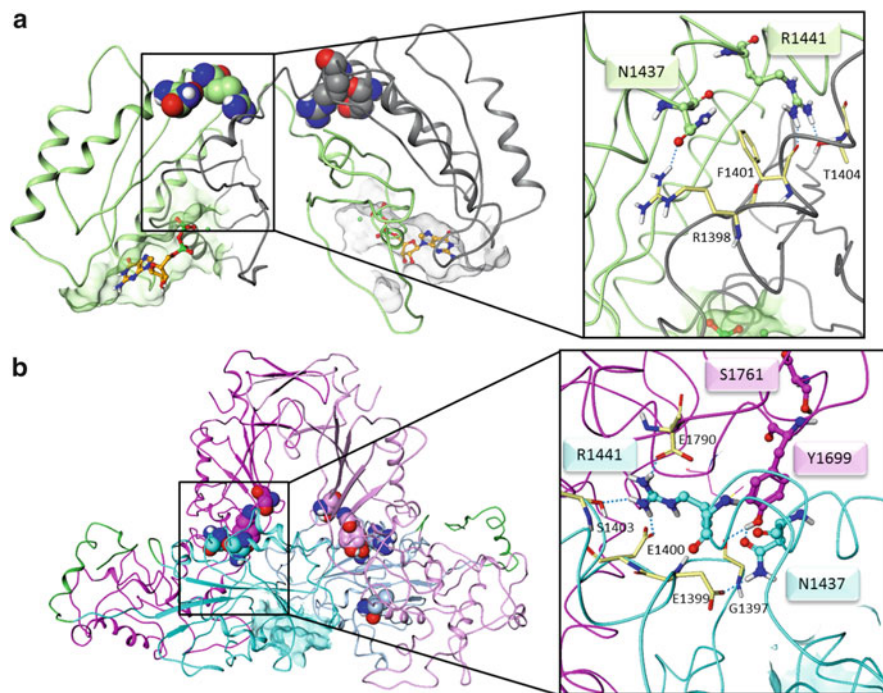 a
R1441
N1437
F1401
T1404
R1398
b
S1761
E1790
R1441
Y1699
S1403
E1400
N1437
E1399
G1397